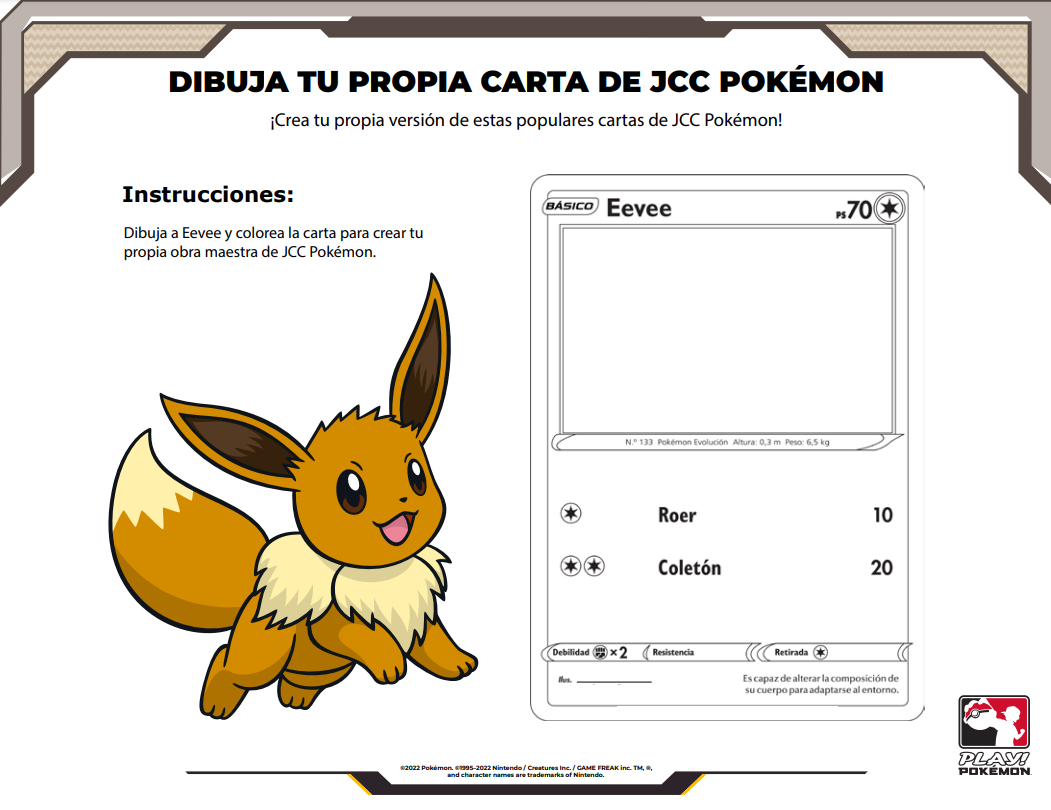 DIBUJA TU PROPIA CARTA DE JCC POKÉMON
¡Crea tu propia versión de estas populares cartas de JCC Pokémon!
Instrucciones:
Dibuja a Eevee y colorea la carta para crear tu
propia obra maestra de JCC Pokémon.
BÁSICO Eevee PS70
N.º 133 Pokémon Evolución Altura: 0,3 m Peso: 6,5 kg
Roer 10
Coletón 20
Debilidad ×2 Resistencia Retirada
Ilus.
Es capaz de alterar la composición de
su cuerpo para adaptarse al entorno.
PLAY!
POKÉMON
©2022 Pokémon. ©1995-2022 Nintendo / Creatures Inc. / GAME FREAK inc. TM, ®,
and character names are trademarks of Nintendo.